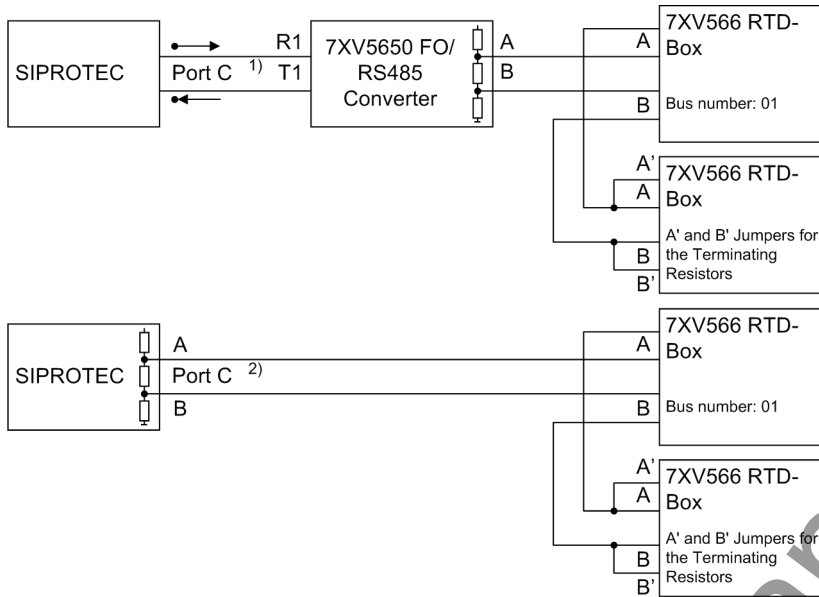 SIPROTEC
R1
Port C 1) T1
7XV5650 FO/
RS485
Converter
A
B
A
B
7XV566 RTD-
Box
Bus number: 01
A'
A
B
B'
7XV566 RTD-
Box
A' and B' Jumpers for
the Terminating
Resistors
SIPROTEC
A
Port C 2)
B
A
B
7XV566 RTD-
Box
Bus number: 01
A'
A
B
B'
7XV566 RTD-
Box
A' and B' Jumpers for
the Terminating
Resistors